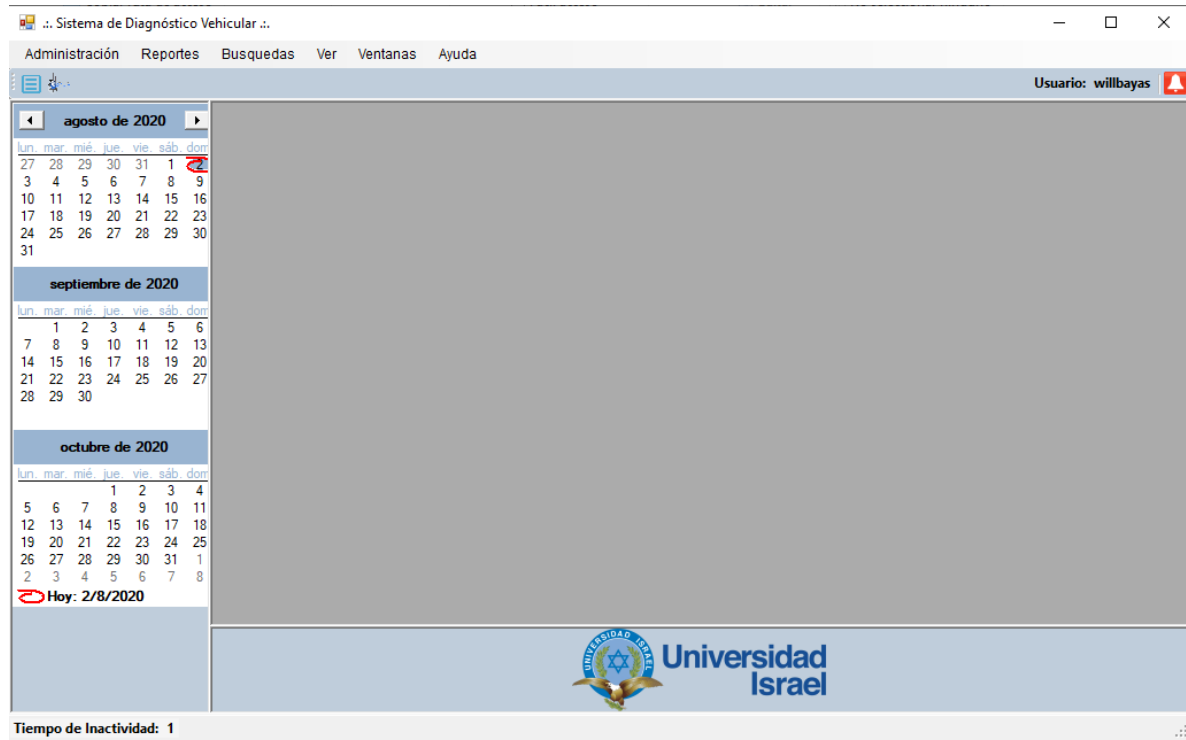 .:. Sistema de Diagnóstico Vehicular .:.
Administración Reportes Busquedas Ver Ventanas Ayuda
Usuario: willbayas
agosto de 2020
lun. mar. mié. jue. vie. sáb. dom
27 28 29 30 31 1 2
3 4 5 6 7 8 9
10 11 12 13 14 15 16
17 18 19 20 21 22 23
24 25 26 27 28 29 30
31
septiembre de 2020
lun. mar. mié. jue. vie. sáb. dom
1 2 3 4 5 6
7 8 9 10 11 12 13
14 15 16 17 18 19 20
21 22 23 24 25 26 27
28 29 30
octubre de 2020
lun. mar. mié. jue. vie. sáb. dom
1 2 3 4
5 6 7 8 9 10 11
12 13 14 15 16 17 18
19 20 21 22 23 24 25
26 27 28 29 30 31 1
2 3 4 5 6 7 8
Hoy: 2/8/2020
UNIVERSIDAD ISRAEL
Universidad
Israel
Tiempo de Inactividad: 1